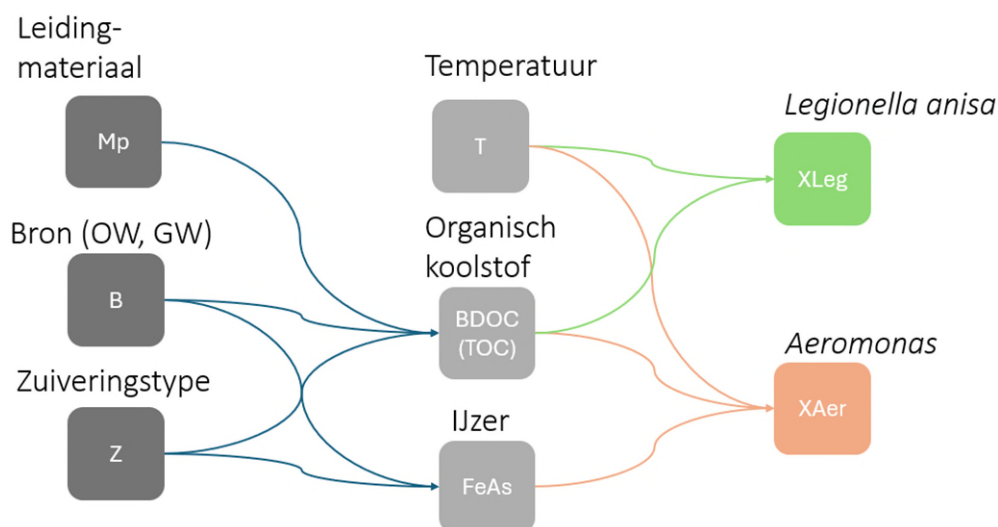 Leiding-
materiaal
Mp
Bron (OW, GW)
B
Zuiveringstype
Z
Temperatuur
T
Organisch
koolstof
BDOC
(TOC)
IJzer
FeAs
Legionella anisa
XLeg
Aeromonas
XAer